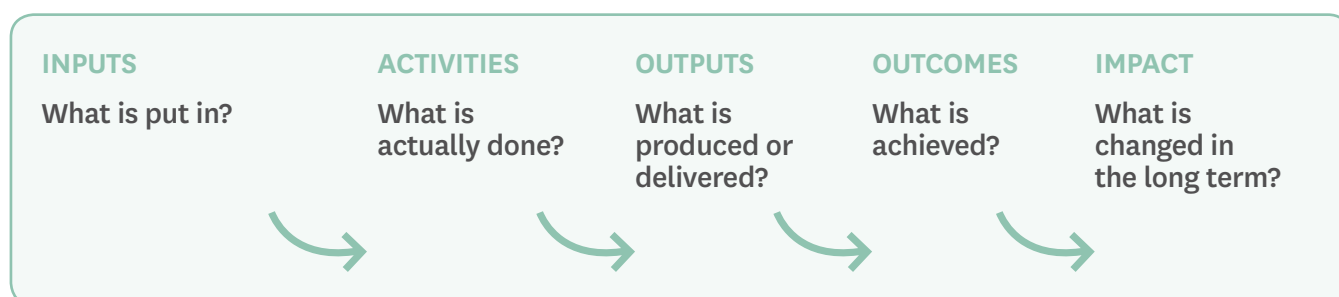 INPUTS
What is put in?
ACTIVITIES
What is
actually done?
OUTPUTS
What is
produced or
delivered?
OUTCOMES
What is
achieved?
IMPACT
What is
changed in
the long term?